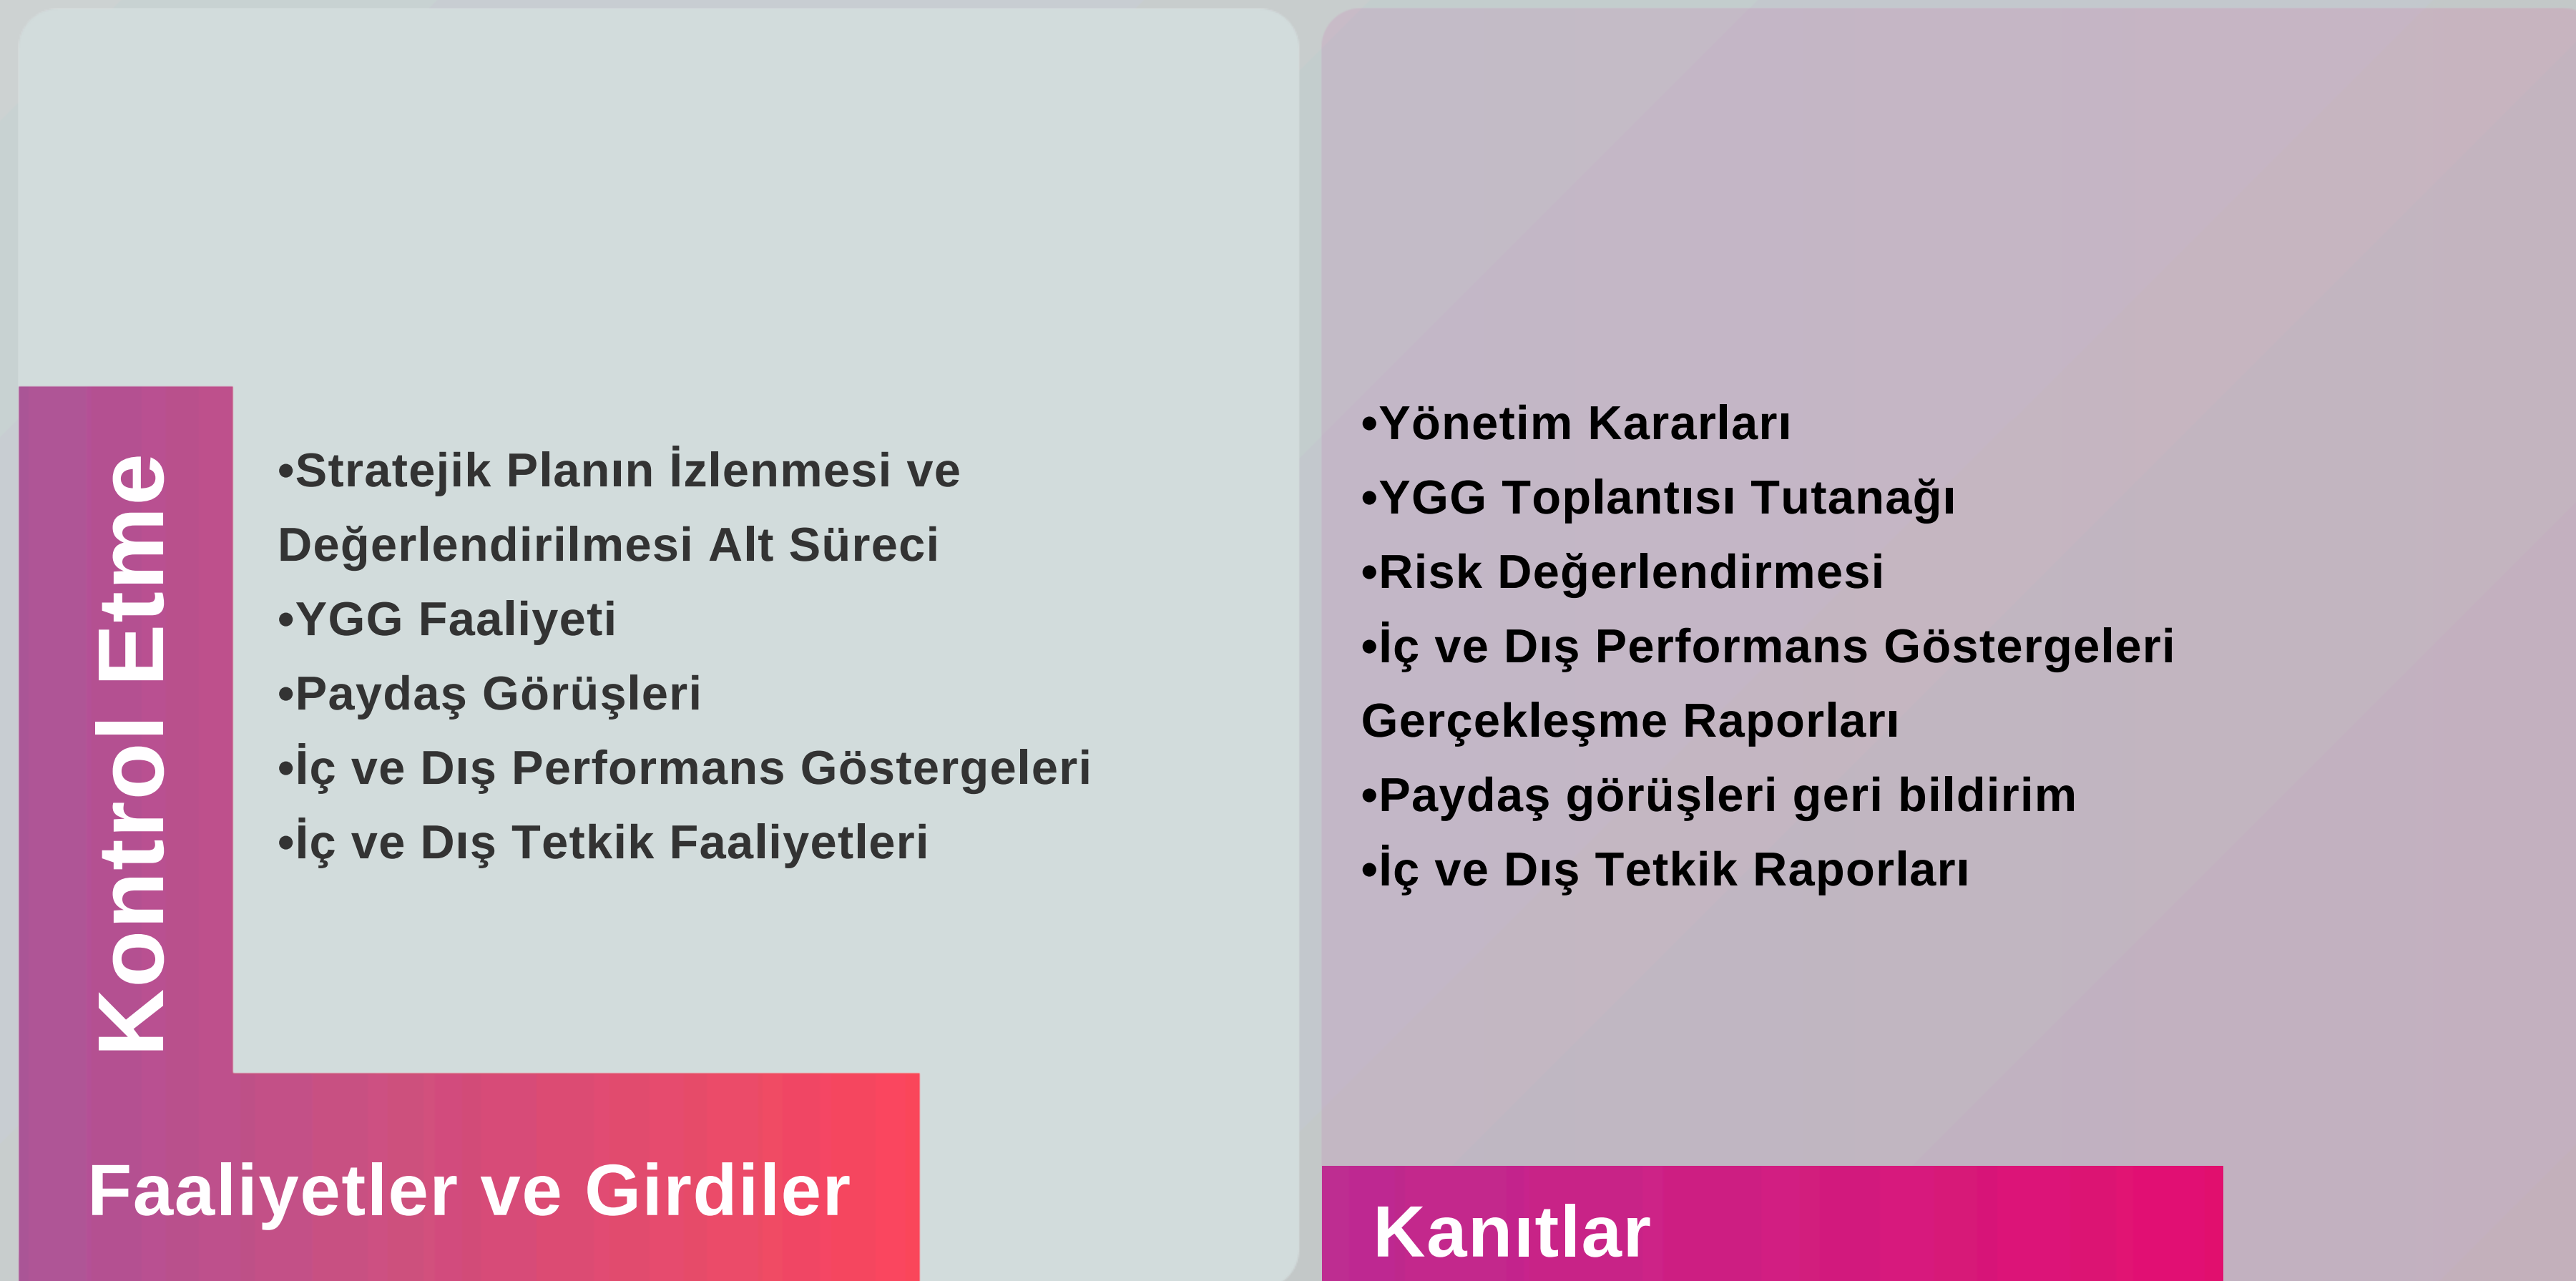 Kontrol Etme
•Stratejik Planın İzlenmesi ve
Değerlendirilmesi Alt Süreci
•YGG Faaliyeti
•Paydaş Görüşleri
•İç ve Dış Performans Göstergeleri
•İç ve Dış Tetkik Faaliyetleri
Faaliyetler ve Girdiler
•Yönetim Kararları
•YGG Toplantısı Tutanağı
•Risk Değerlendirmesi
•İç ve Dış Performans Göstergeleri
Gerçekleşme Raporları
•Paydaş görüşleri geri bildirim
•İç ve Dış Tetkik Raporları
Kanıtlar